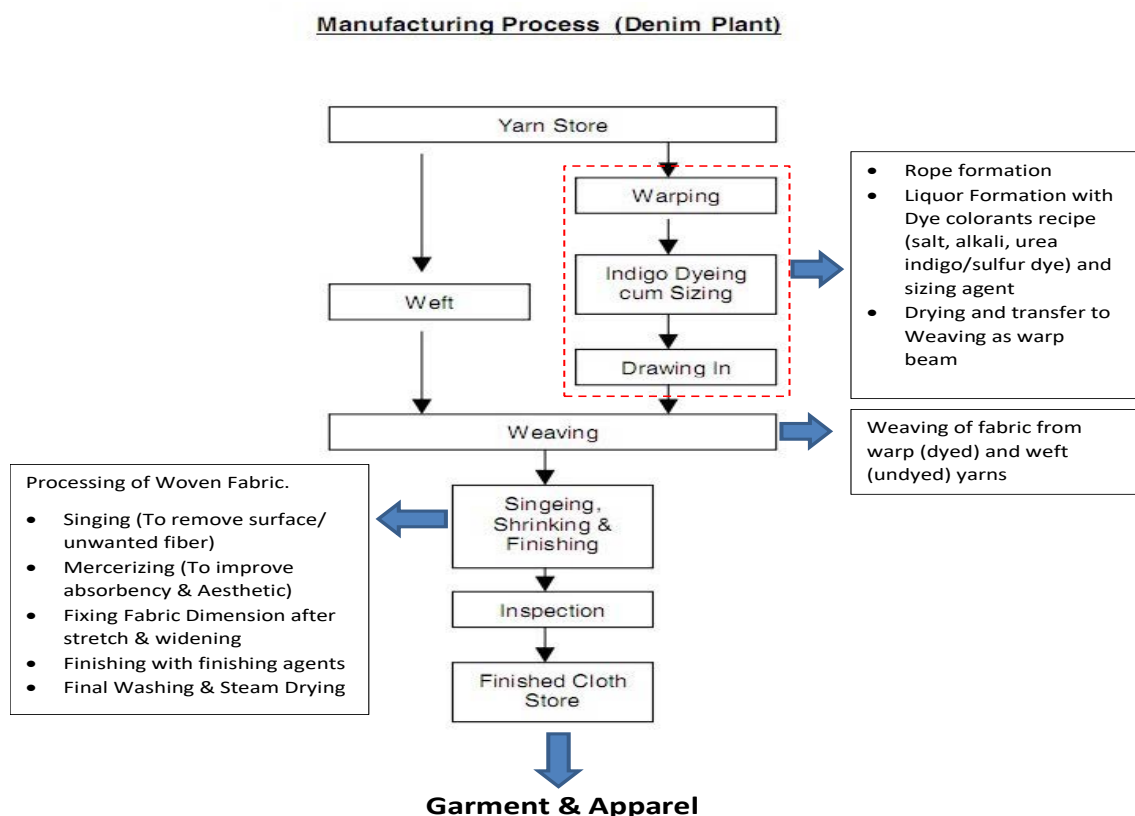 Manufacturing Process (Denim Plant)
Yarn Store
Warping
Indigo Dyeing
cum Sizing
Drawing In
Weft
• Rope formation
• Liquor Formation with
Dye colorants recipe
(salt, alkali, urea
indigo/sulfur dye) and
sizing agent
• Drying and transfer to
Weaving as warp
beam
Weaving
Weaving of fabric from
warp (dyed) and weft
(undyed) yarns
Singeing,
Shrinking &
Finishing
Processing of Woven Fabric.
• Singing (To remove surface/
unwanted fiber)
• Mercerizing (To improve
absorbency & Aesthetic)
• Fixing Fabric Dimension after
stretch & widening
• Finishing with finishing agents
• Final Washing & Steam Drying
Inspection
Finished Cloth
Store
Garment & Apparel